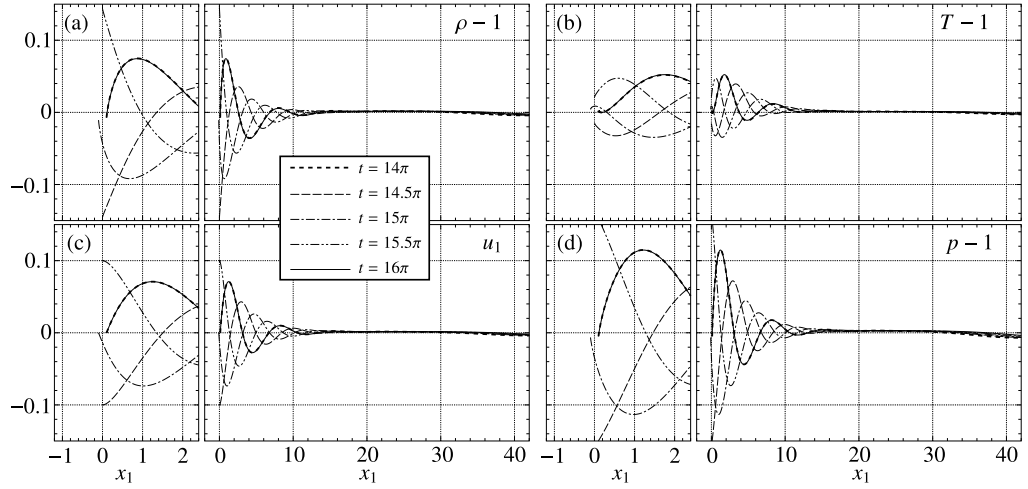 (a) ρ − 1
(b) T − 1
0.1
0
−0.1
t = 14π
t = 14.5π
t = 15π
t = 15.5π
t = 16π
(c) u₁
(d) p − 1
0.1
0
−0.1
−1 0 1 2 0 10 20 30 40
−1 0 1 2 0 10 20 30 40
x₁ x₁ x₁ x₁